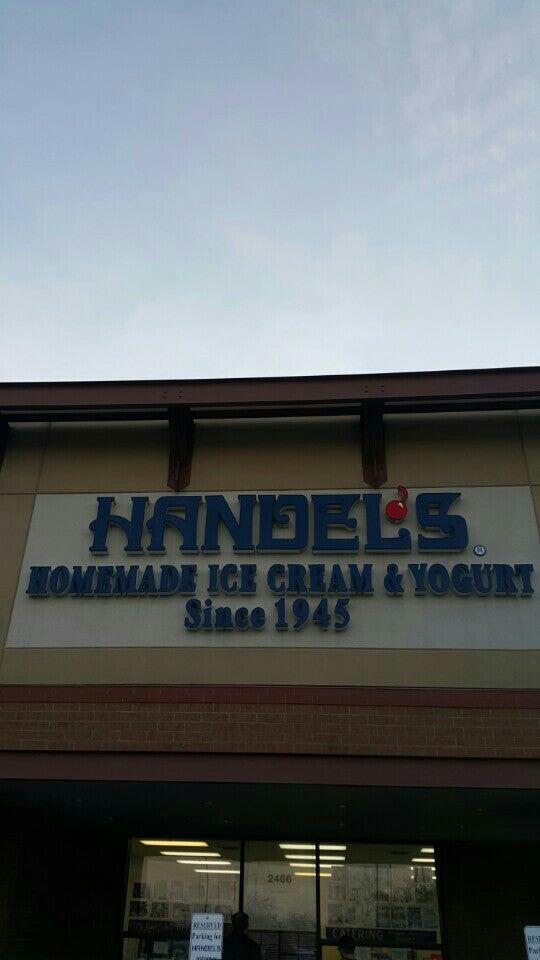 HANDEL'S ®
HOMEMADE ICE CREAM & YOGURT
Since 1945
2466
CATERING
RESERVED
Parking for
HANDEL'S